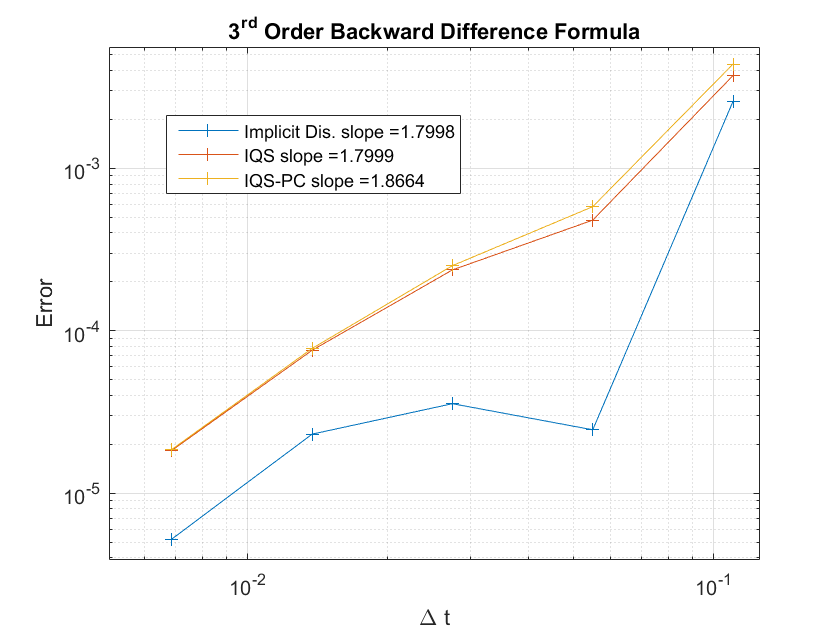 3rd Order Backward Difference Formula
Implicit Dis. slope =1.7998
IQS slope =1.7999
IQS-PC slope =1.8664
10-3
10-4
10-5
Error
10-2
10-1
Δ t